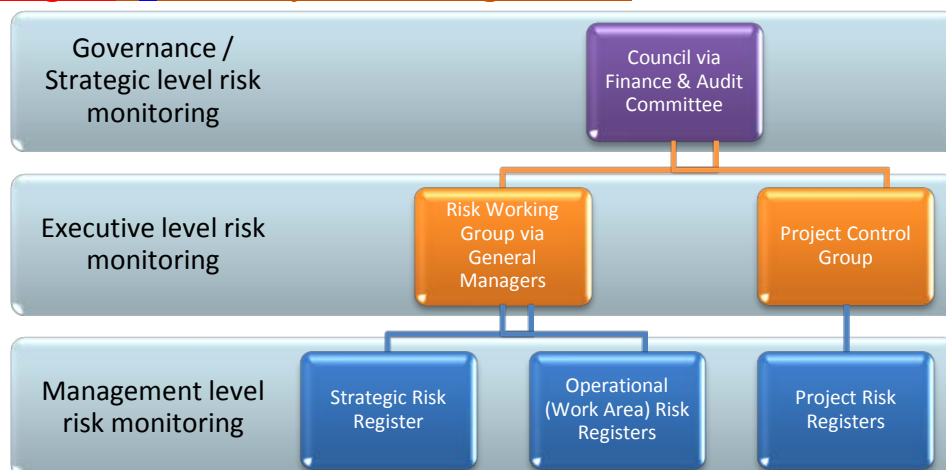 Governance /
Strategic level risk
monitoring
Council via
Finance & Audit
Committee
Executive level risk
monitoring
Risk Working
Group via
General
Managers
Project Control
Group
Management level
risk monitoring
Strategic Risk
Register
Operational
(Work Area) Risk
Registers
Project Risk
Registers